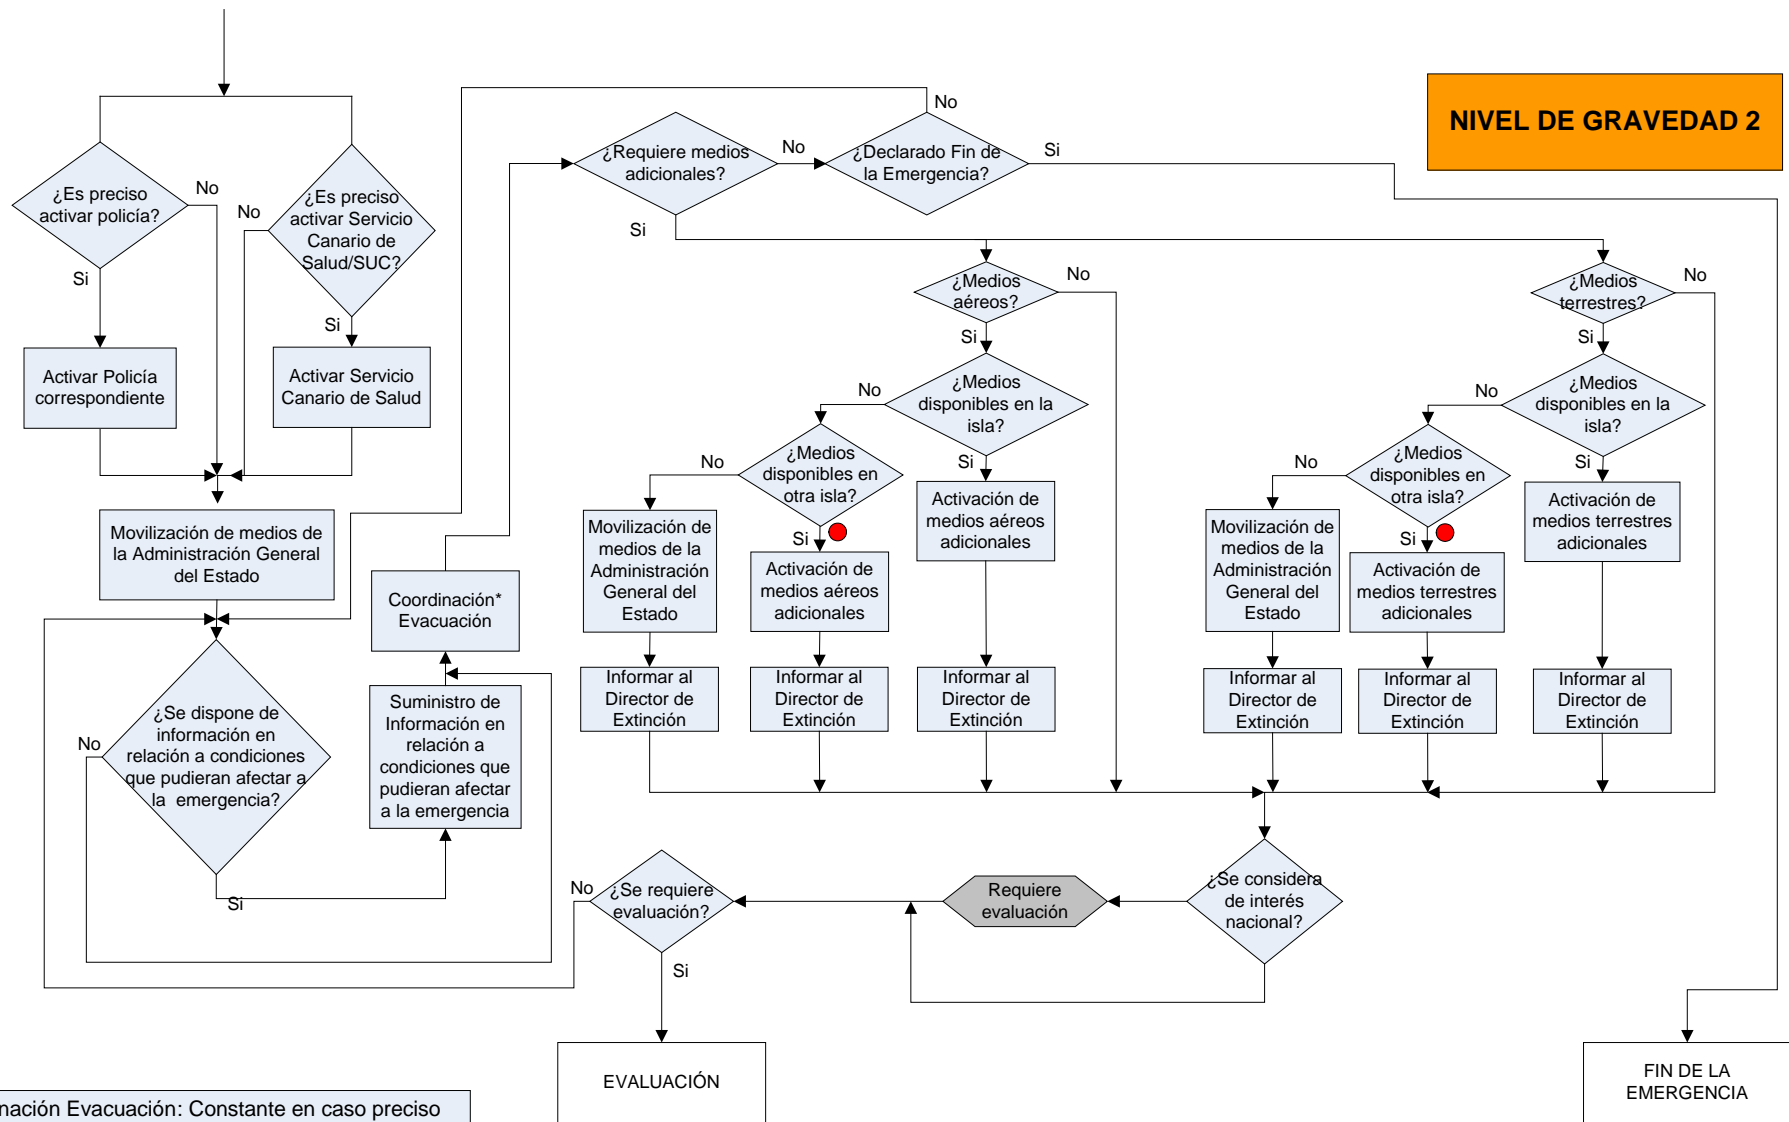 NIVEL DE GRAVEDAD 2
¿Es preciso
activar policía?
No
Si
No
¿Es preciso
activar Servicio
Canario de
Salud/SUC?
Si
Activar Policía
correspondiente
Activar Servicio
Canario de Salud
Movilización de medios de
la Administración General
del Estado
¿Se dispone de
información en
relación a condiciones
que pudieran afectar a
la emergencia?
No
Si
Suministro de
Información en
relación a
condiciones que
pudieran afectar
a la emergencia
Coordinación*
Evacuación
¿Requiere medios
adicionales?
No
Si
¿Declarado Fin de
la Emergencia?
No
Si
¿Medios
aéreos?
No
Si
¿Medios
disponibles en la
isla?
No
Si
¿Medios
disponibles en
otra isla?
No
Si
Movilización de
medios de la
Administración
General del
Estado
Activación de
medios aéreos
adicionales
Activación de
medios aéreos
adicionales
Informar al
Director de
Extinción
Informar al
Director de
Extinción
Informar al
Director de
Extinción
¿Medios
terrestres?
No
Si
¿Medios
disponibles en la
isla?
No
Si
¿Medios
disponibles en
otra isla?
No
Si
Movilización de
medios de la
Administración
General del
Estado
Activación de
medios terrestres
adicionales
Activación de
medios terrestres
adicionales
Informar al
Director de
Extinción
Informar al
Director de
Extinción
Informar al
Director de
Extinción
¿Se considera
de interés
nacional?
Requiere
evaluación
¿Se requiere
evaluación?
No
Si
EVALUACIÓN
FIN DE LA
EMERGENCIA
nación Evacuación: Constante en caso preciso